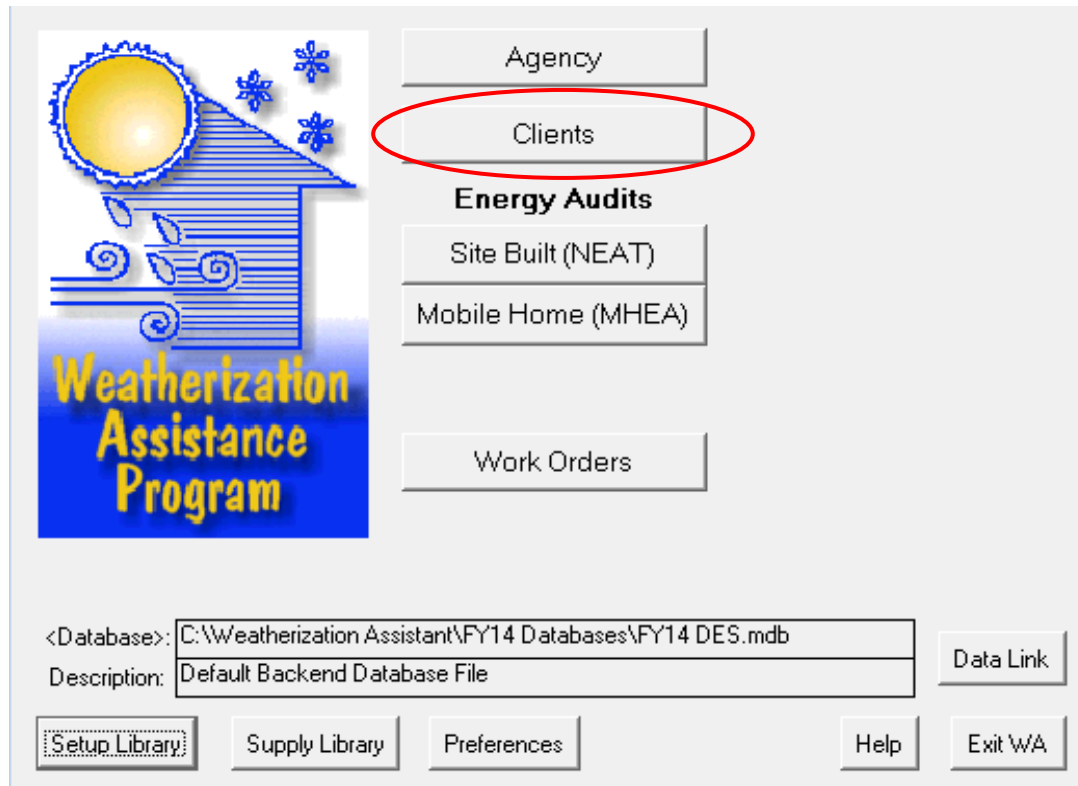 Agency
Clients
Energy Audits
Site Built (NEAT)
Mobile Home (MHEA)
Weatherization
Assistance
Program
Work Orders
<Database>: C:\Weatherization Assistant\FY14 Databases\FY14 DES.mdb
Description: Default Backend Database File
Data Link
Setup Library Supply Library Preferences Help Exit WA